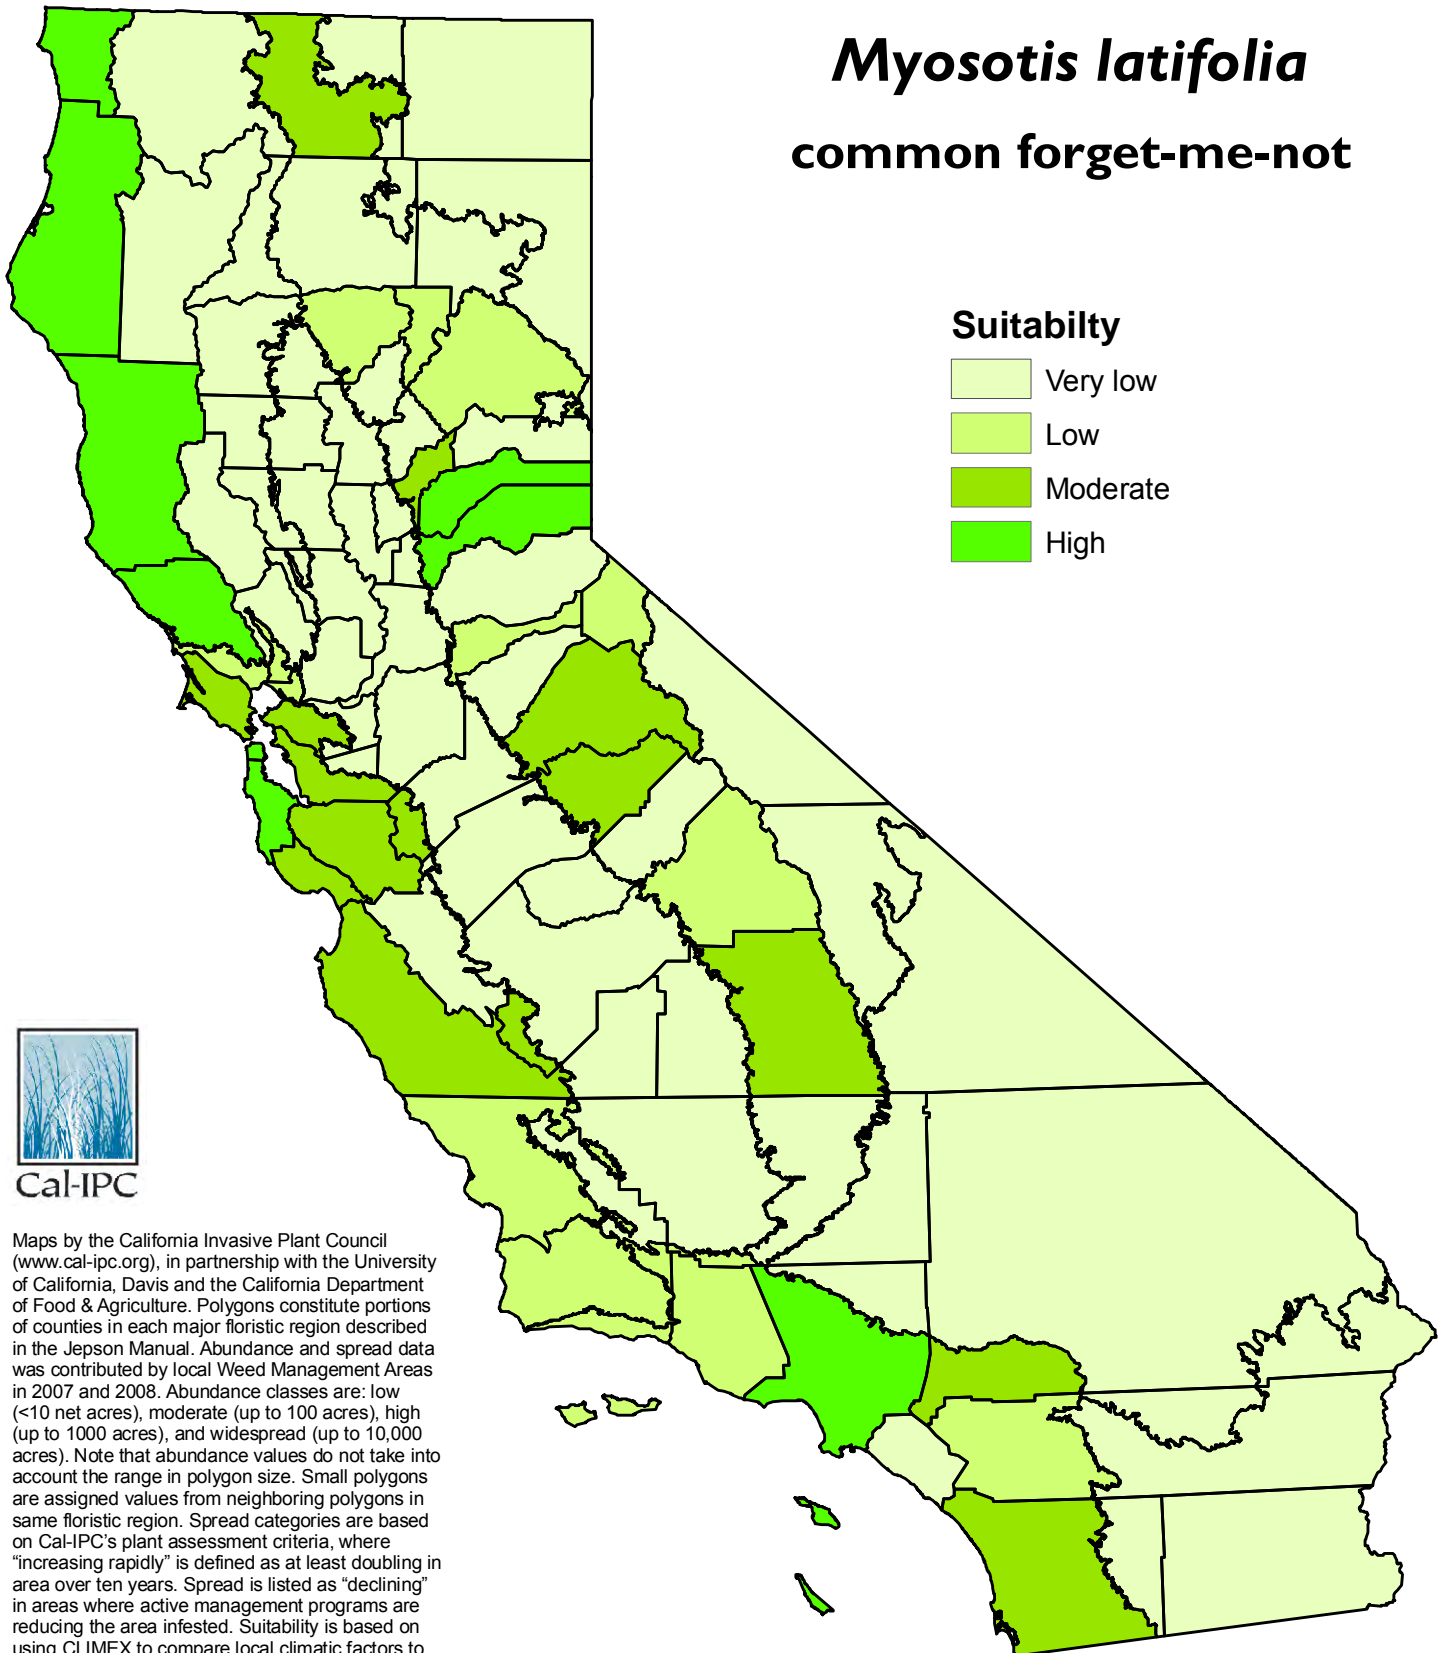 Myosotis latifolia
common forget-me-not
Suitabilty
Very low
Low
Moderate
High
Cal-IPC
Maps by the California Invasive Plant Council
(www.cal-ipc.org), in partnership with the University
of California, Davis and the California Department
of Food & Agriculture. Polygons constitute portions
of counties in each major floristic region described
in the Jepson Manual. Abundance and spread data
was contributed by local Weed Management Areas
in 2007 and 2008. Abundance classes are: low
(<10 net acres), moderate (up to 100 acres), high
(up to 1000 acres), and widespread (up to 10,000
acres). Note that abundance values do not take into
account the range in polygon size. Small polygons
are assigned values from neighboring polygons in
same floristic region. Spread categories are based
on Cal-IPC's plant assessment criteria, where
“increasing rapidly” is defined as at least doubling in
area over ten years. Spread is listed as “declining”
in areas where active management programs are
reducing the area infested. Suitability is based on
using CLIMEX to compare local climatic factors to